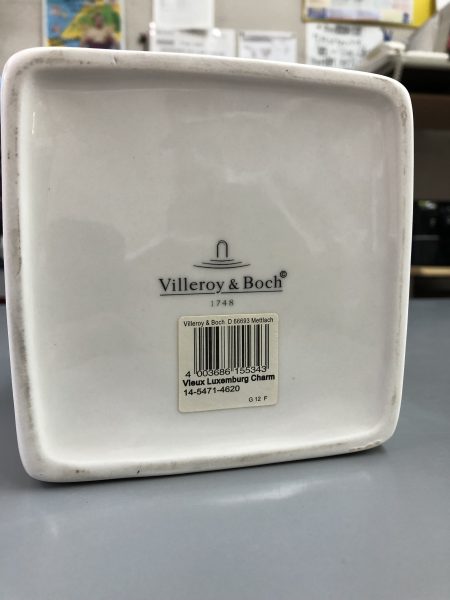 Villeroy & Boch©
1748
Villeroy & Boch D 66693 Mettlach
4 003686 155343
Vieux Luxemburg Charm
14-5471-4620
G 12 F